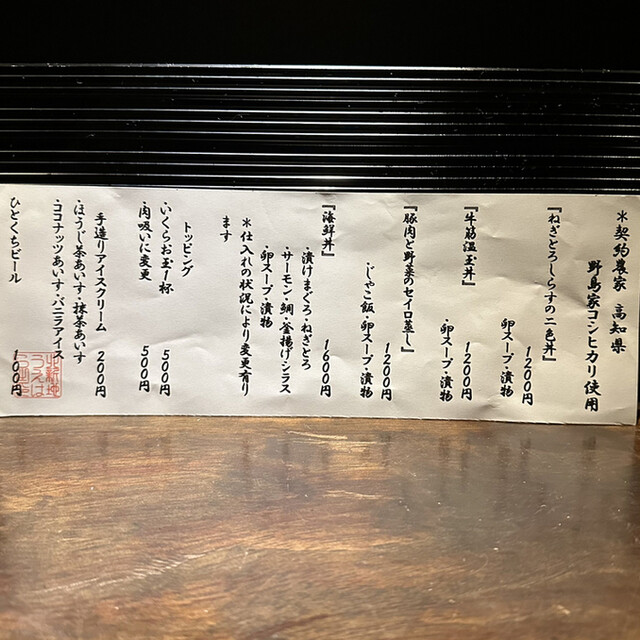 ＊契約農家 高知県
野島家コシヒカリ使用
『ねぎとろしらすの二色丼』
1200円
・卵スープ・漬物
『牛筋温玉丼』
1200円
・卵スープ・漬物
『豚肉と野菜のセイロ蒸し』
1200円
・じゃこ飯・卵スープ・漬物
『海鮮丼』
1600円
・漬けまぐろ・ねぎとろ
・サーモン・鯛・釜揚げシラス
・卵スープ・漬物
＊仕入れの状況により変更有り
ます
トッピング
・いくらお玉1杯 500円
・肉吸いに変更 500円
手造りアイスクリーム 200円
・ほうじ茶あいす・抹茶あいす
・ココナッツあいす・バニラアイス
ひとくちビール 100円